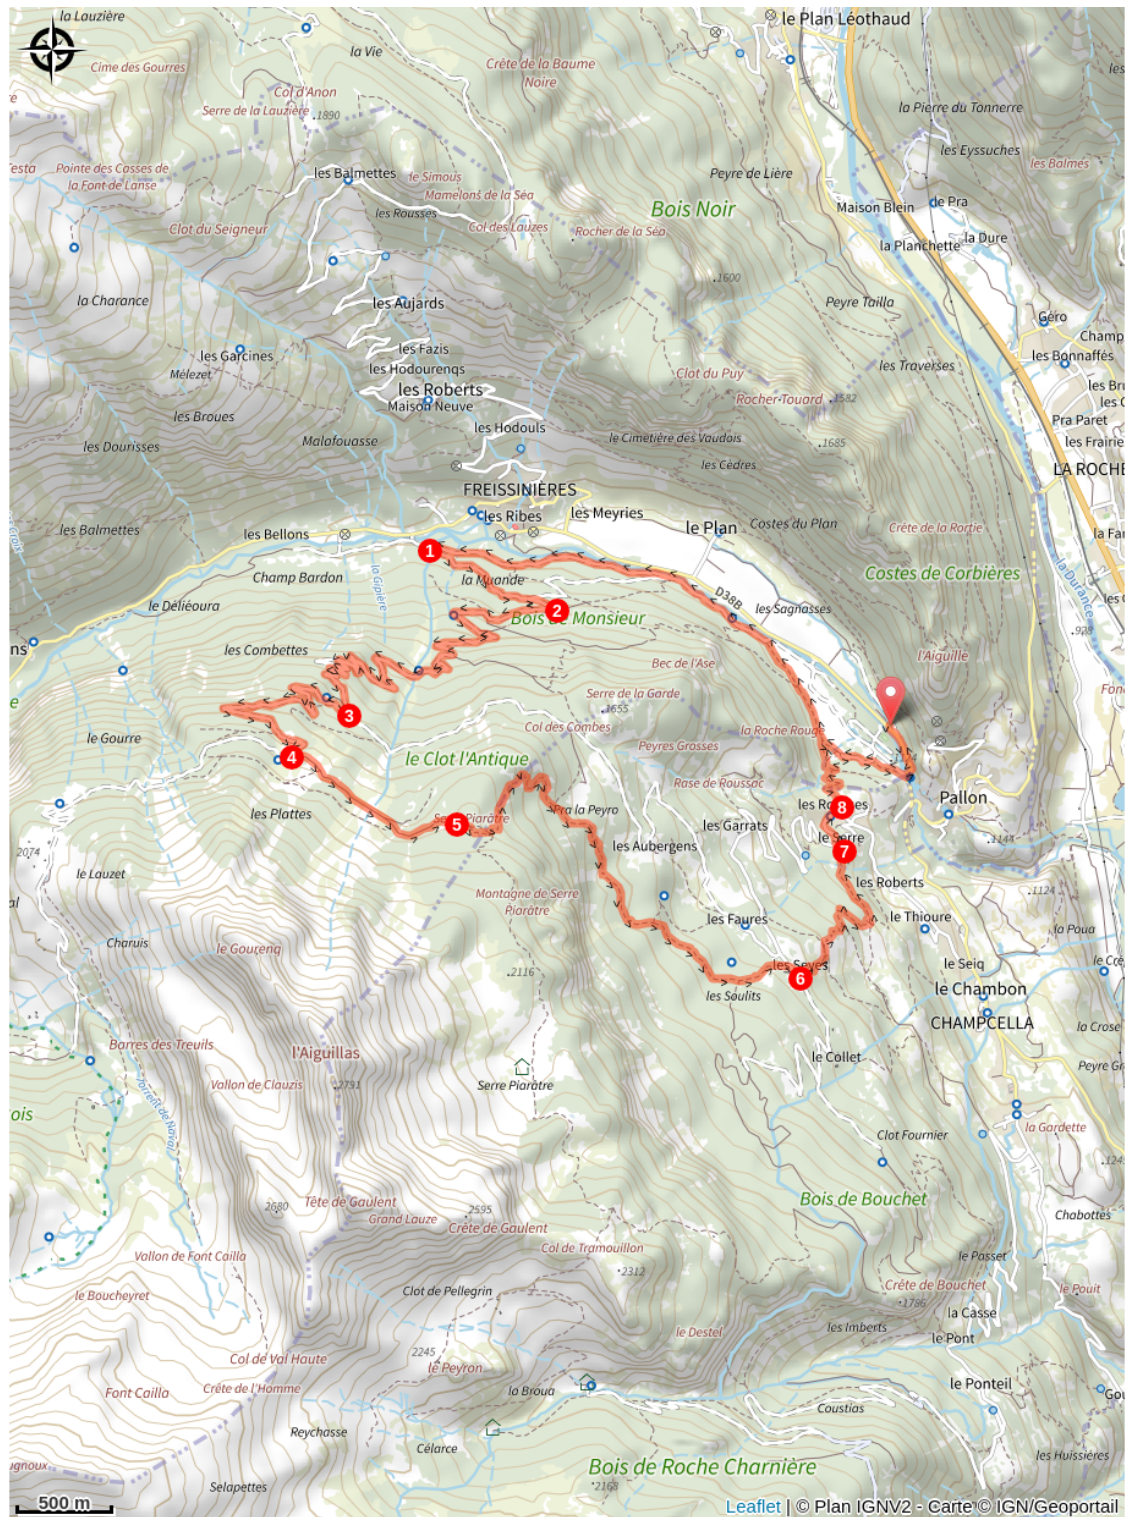 la Lauzière
le Plan Léothaud
la Vie
Cime des Gourres
Crête de la Baume
Noire
Col d'Anon
Serre de la Lauzière
1890
la Pierre du Tonnerre
les Eyssuches
les Balmes
Pointe des Casses de
la Font de Lanse
les Balmettes
le Simous
Mamelons de la Séa
Peyre de Lière
Maison Blein
de Pra
les Rousses
Bois Noir
Clot du Seigneur
Col des Lauzes
Rocher de la Séa
la Planchette
la Dure
1600
la Charance
les Aujards
Peyre Tailla
Géro
Champ
les Garcines
les Fazis
les Bonnaffés
Mélezet
les Hodourenqs
Clot du Puy
les Traverses
les Roberts
Maison Neuve
Rocher Touard
1582
les Broues
Pra Paret
les Hodouls
le Cimetière des Vaudois
1685
les Frairie
les Dourisses
Malafouasse
les Cèdres
LA ROCHE
FREISSINIÈRES
les Ribes
les Meyries
le Plan
Costes du Plan
Crête de la Rortie
les Balmettes
les Bellons
1
la Muande
Champ Bardon
la Gipière
Costes de Corbières
la Durance
D38B
le Déliéoura
2
Bois de Monsieur
les Sagnasses
928
les Combettes
Bec de l'Ase
l'Aiguille
Serre de la Garde
1655
3
le Gourre
Col des Combes
la Roche Rouge
Peyres Grosses
4
le Clot l'Antique
Rase de Roussac
Pallon
les Plattes
5
Pra la Peyro
8
les Garrats
le Serre
1144
2074
les Aubergens
7
le Lauzet
les Roberts
Montagne de Serre
Piarâtre
1124
les Faures
le Thioure
la Poua
Charuis
le Gourenq
les Seyes
le Seiq
2116
6
les Soulits
le Chambon
CHAMPCELLA
la Crose
Barres des Treuils
l'Aiguillas
le Collet
Vallon de Clauzis
2791
Serre Piarâtre
Torrent de Naval
la Gardette
Clot Fournier
Bois de Bouchet
2680
Tête de Gaulent
2595
Grand Lauze
Crête de Gaulent
Chabottes
Vallon de Font Cailla
Col de Tramouillon
le Passet
2312
le Boucheyret
Clot de Pellegrin
Crête de Bouchet
le Pouit
1786
la Casse
le Destel
les Imberts
le Pont
Col de Val Haute
2245
le Peyron
Font Cailla
Crête de l'Homme
la Broua
le Ponteil
Coustias
Reychasse
Célarce
les Huissières
Bois de Roche Charnière
Selapettes
2168
500 m
Leaflet | © Plan IGNV2 - Carte © IGN/Geoportail